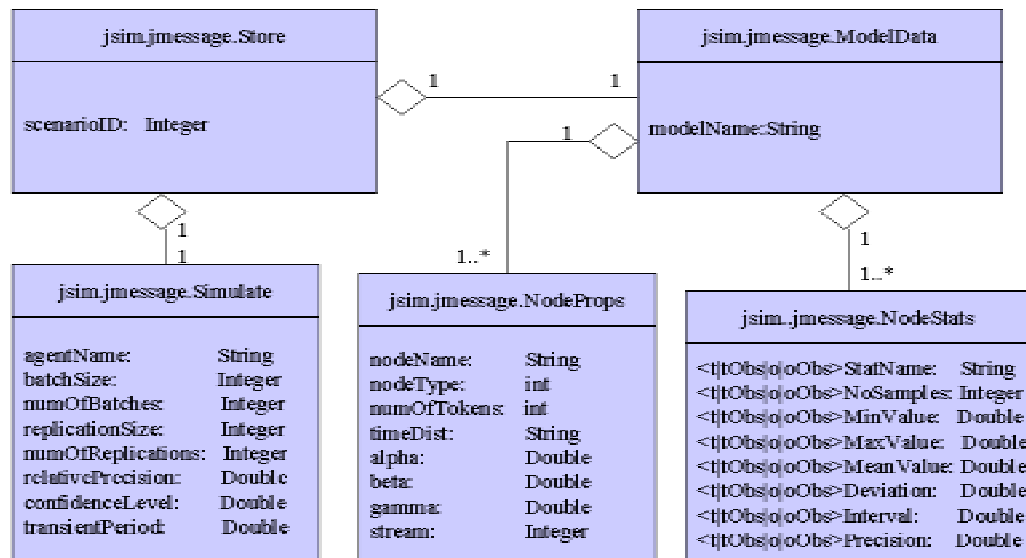 jsim.jmessage.Store
scenarioID: Integer
jsim.jmessage.ModelData
modelName:String
1 1
1
1..*
1
1
1
1..*
jsim.jmessage.Simulate
agentName: String
batchSize: Integer
numOfBatches: Integer
replicationSize: Integer
numOfReplications: Integer
relativePrecision: Double
confidenceLevel: Double
transientPeriod: Double
jsim.jmessage.NodeProps
nodeName: String
nodeType: int
numOfTokens: int
timeDist: String
alpha: Double
beta: Double
gamma: Double
stream: Integer
jsim..jmessage.NodeStats
<t|tObs|o|oObs>StatName: String
<t|tObs|o|oObs>NoSamples: Integer
<t|tObs|o|oObs>MinValue: Double
<t|tObs|o|oObs>MaxValue: Double
<t|tObs|o|oObs>MeanValue: Double
<t|tObs|o|oObs>Deviation: Double
<t|tObs|o|oObs>Interval: Double
<t|tObs|o|oObs>Precision: Double